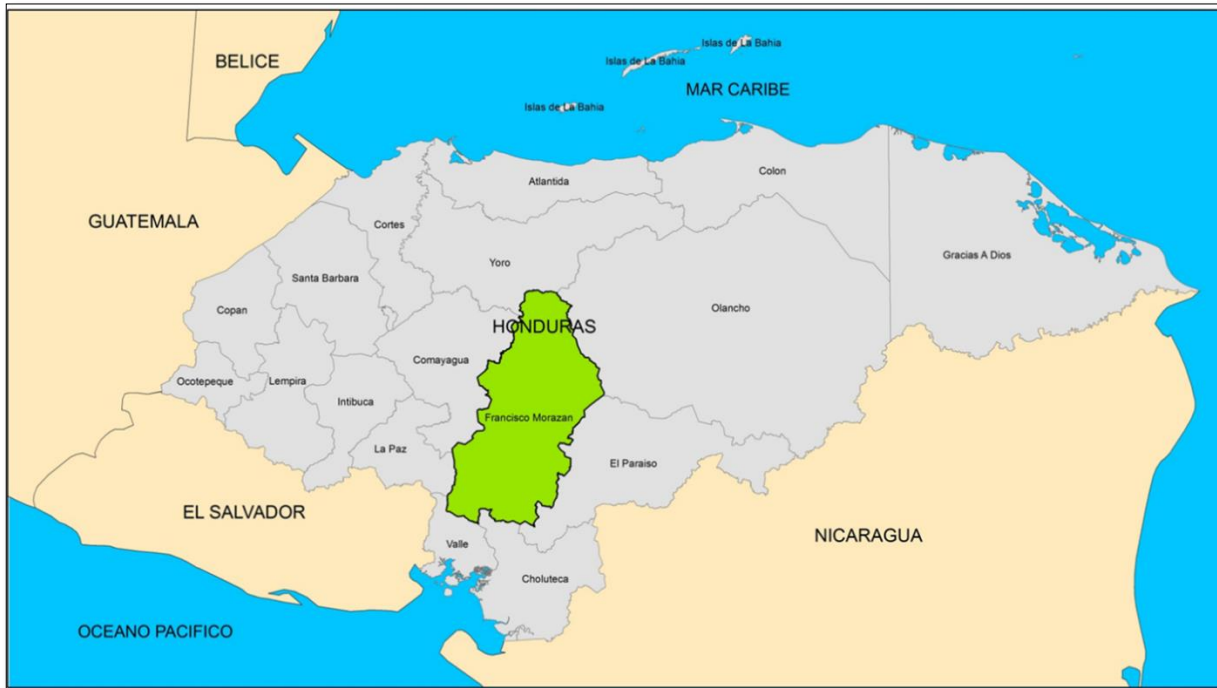 BELICE
Islas de La Bahia
Islas de La Bahia
MAR CARIBE
Islas de La Bahia
Colon
Atlantida
GUATEMALA
Cortes
Gracias A Dios
Yoro
Santa Barbara
Olancho
Copan
HONDURAS
Comayagua
Ocotepeque
Lempira
Intibuca
Francisco Morazan
La Paz
El Paraiso
EL SALVADOR
NICARAGUA
Valle
Choluteca
OCEANO PACIFICO